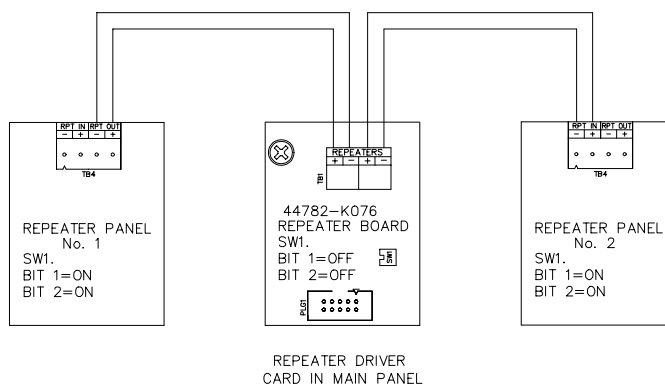 RPT IN RPT OUT
- + - +
TB4
REPEATER PANEL
No. 1
SW1.
BIT 1=ON
BIT 2=ON
REPEATERS
+ - + -
TB1
44782-K076
REPEATER BOARD
SW1.
BIT 1=OFF
BIT 2=OFF
SW1
PLG1
RPT IN RPT OUT
- + - +
TB4
REPEATER PANEL
No. 2
SW1.
BIT 1=ON
BIT 2=ON
REPEATER DRIVER
CARD IN MAIN PANEL